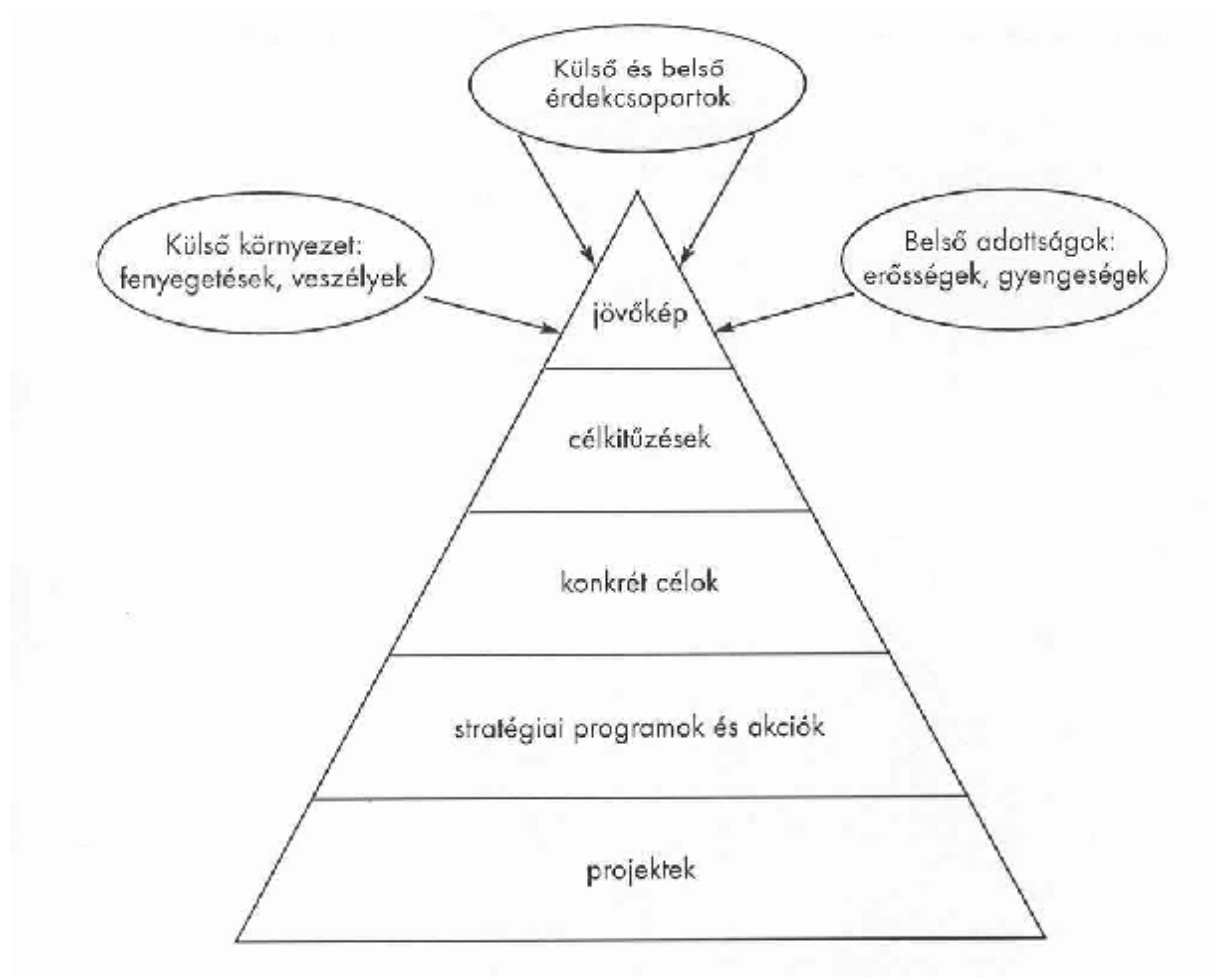 Külső és belső
érdekcsoportok
Külső környezet:
fenyegetések, vaszélyek
Belső adottságok:
erősségek, gyengeségek
jövőkép
célkitűzések
konkrét célok
stratégiai programok és akciók
projektek